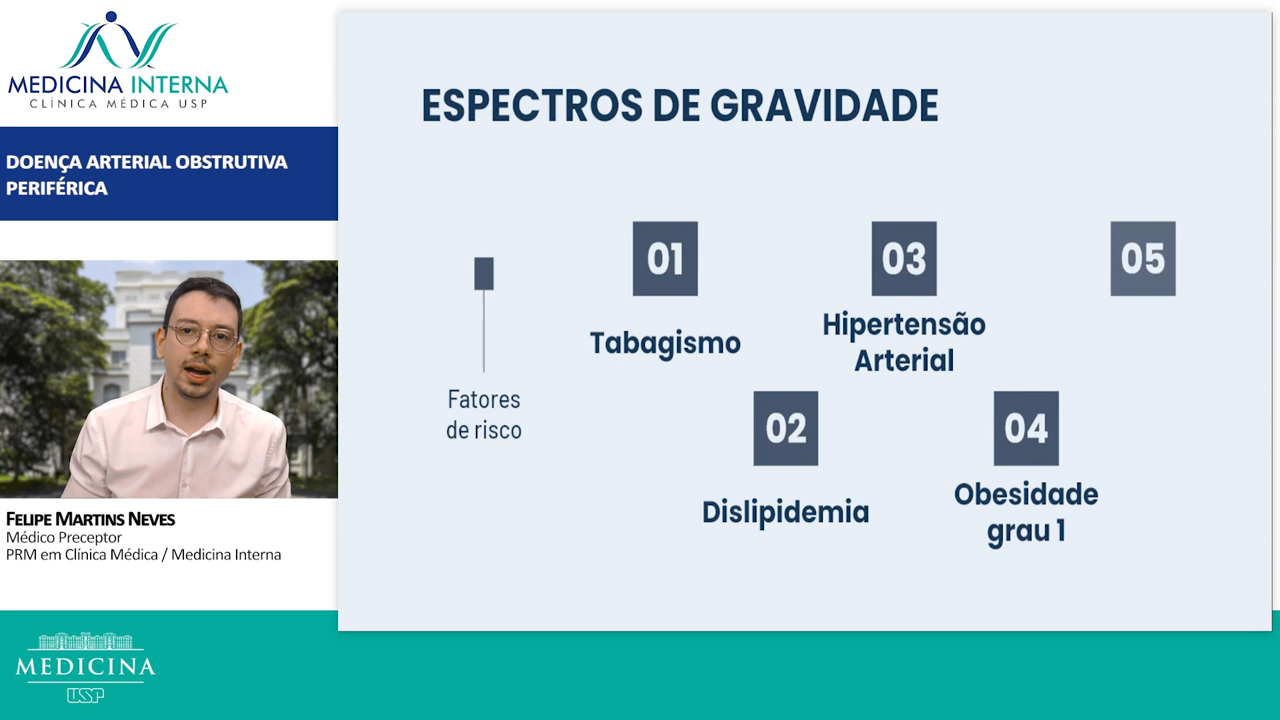 MEDICINA INTERNA
CLÍNICA MÉDICA USP
DOENÇA ARTERIAL OBSTRUTIVA
PERIFÉRICA
FELIPE MARTINS NEVES
Médico Preceptor
PRM em Clínica Médica / Medicina Interna
MEDICINA
USP
ESPECTROS DE GRAVIDADE
Fatores
de risco
01
Tabagismo
02
Dislipidemia
03
Hipertensão
Arterial
04
Obesidade
grau 1
05